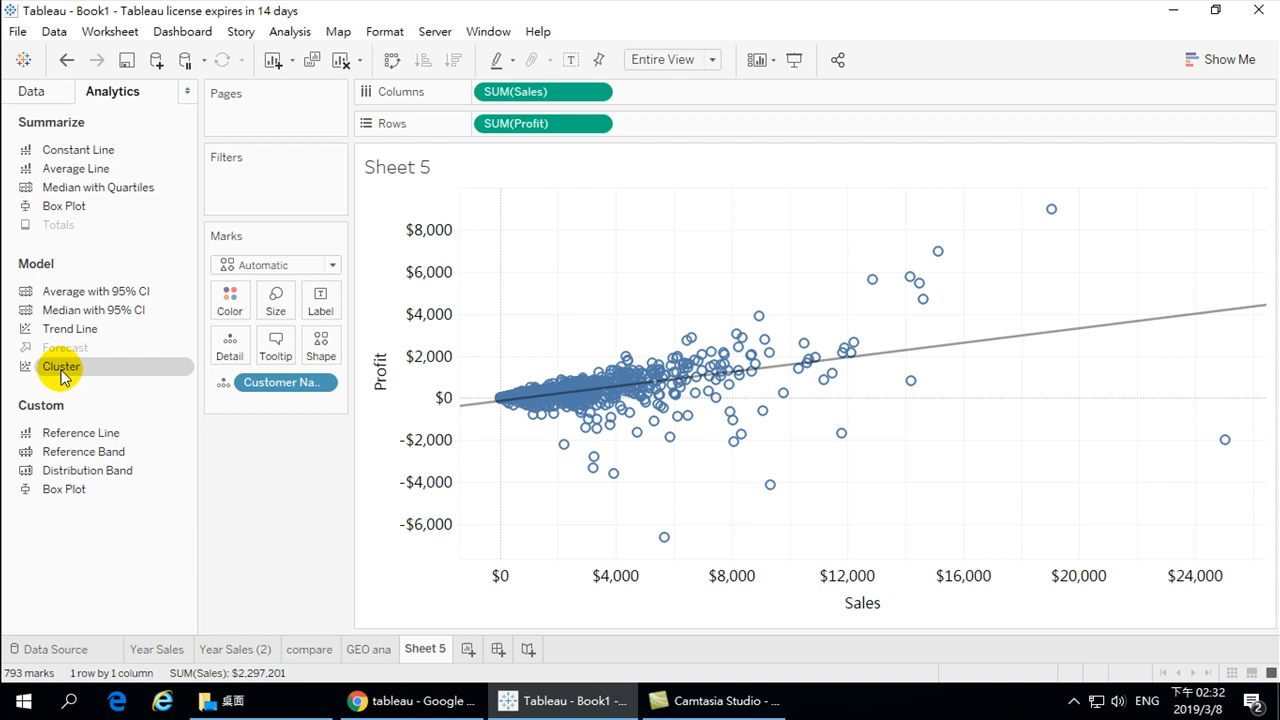 Tableau - Book1 - Tableau license expires in 14 days
File Data Worksheet Dashboard Story Analysis Map Format Server Window Help
Entire View
Show Me
Data Analytics
Pages
Columns
SUM(Sales)
Rows
SUM(Profit)
Summarize
Constant Line
Average Line
Median with Quartiles
Box Plot
Totals
Model
Average with 95% CI
Median with 95% CI
Trend Line
Forecast
Cluster
Custom
Reference Line
Reference Band
Distribution Band
Box Plot
Filters
Marks
Automatic
Color Size Label
Detail Tooltip Shape
Customer Na..
Sheet 5
Profit
$8,000
$6,000
$4,000
$2,000
$0
-$2,000
-$4,000
-$6,000
$0 $4,000 $8,000 $12,000 $16,000 $20,000 $24,000
Sales
Data Source Year Sales Year Sales (2) compare GEO ana Sheet 5
793 marks 1 row by 1 column SUM(Sales): $2,297,201
桌面
tableau - Google ...
Tableau - Book1 -...
Camtasia Studio - ...
ENG
下午 02:32
2019/3/8
2